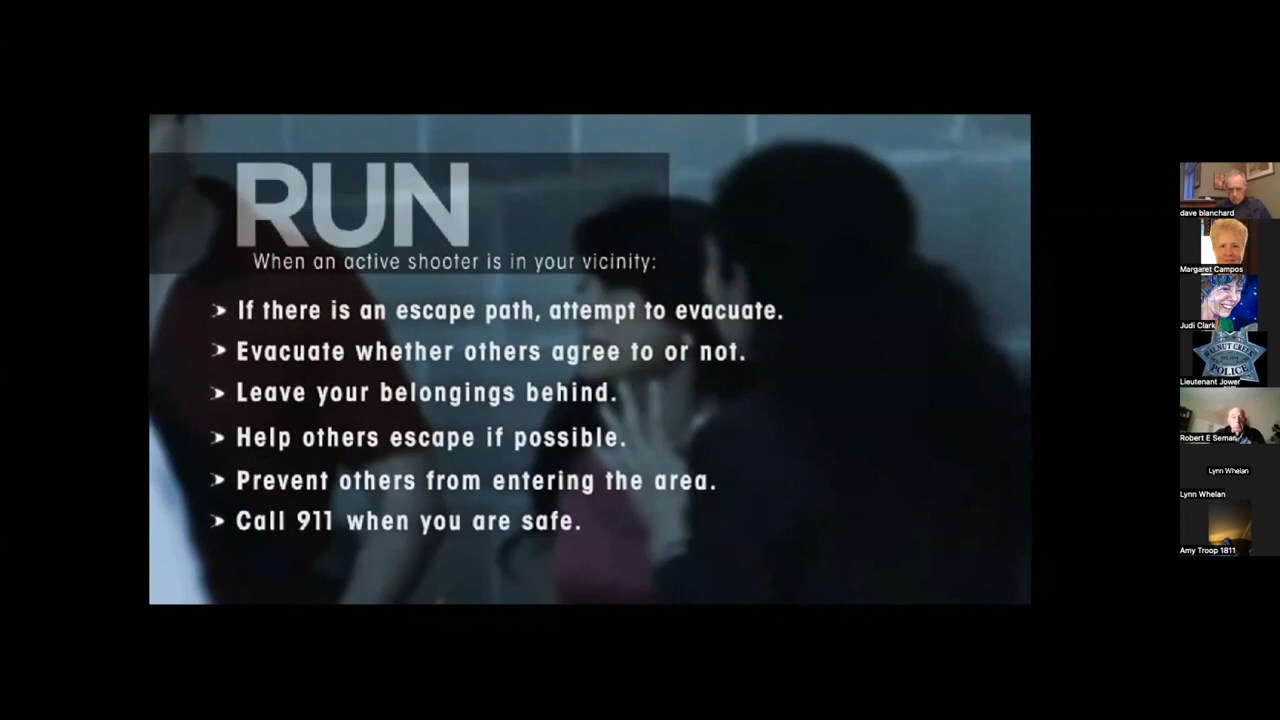 RUN
When an active shooter is in your vicinity:
If there is an escape path, attempt to evacuate.
Evacuate whether others agree to or not.
Leave your belongings behind.
Help others escape if possible.
Prevent others from entering the area.
Call 911 when you are safe.
dave blanchard
Margaret Campos
Judi Clark
WALNUT CREEK
POLICE
Lieutenant Jower
Robert E Seman
Lynn Whelan
Lynn Whelan
Amy Troop 1811